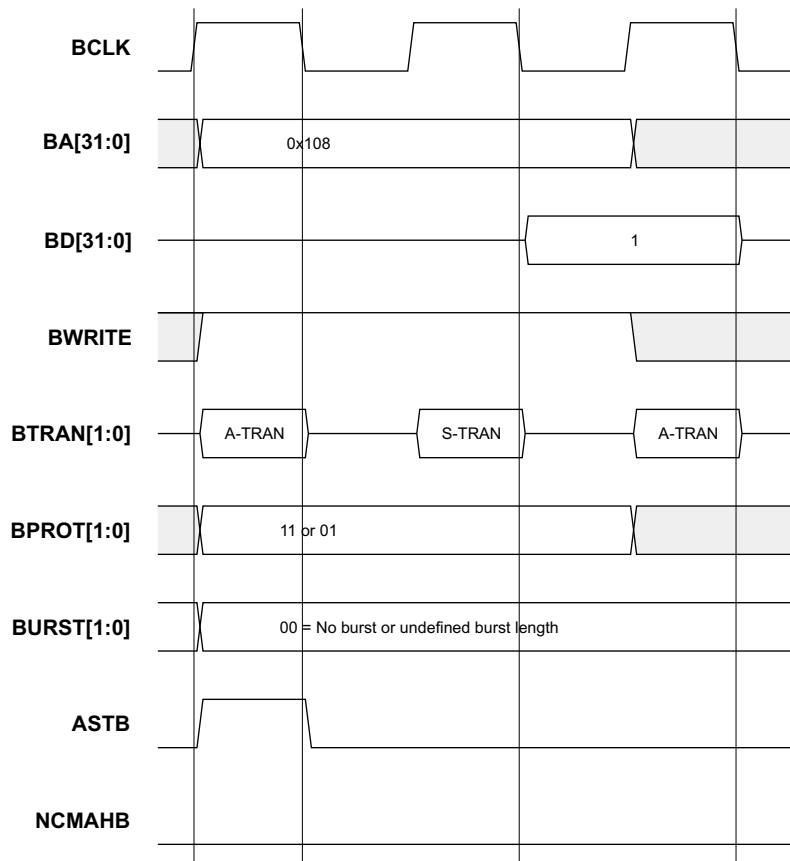 BCLK
BA[31:0]
0x108
BD[31:0]
1
BWRITE
BTRAN[1:0]
A-TRAN
S-TRAN
A-TRAN
BPROT[1:0]
11 or 01
BURST[1:0]
00 = No burst or undefined burst length
ASTB
NCMAHB